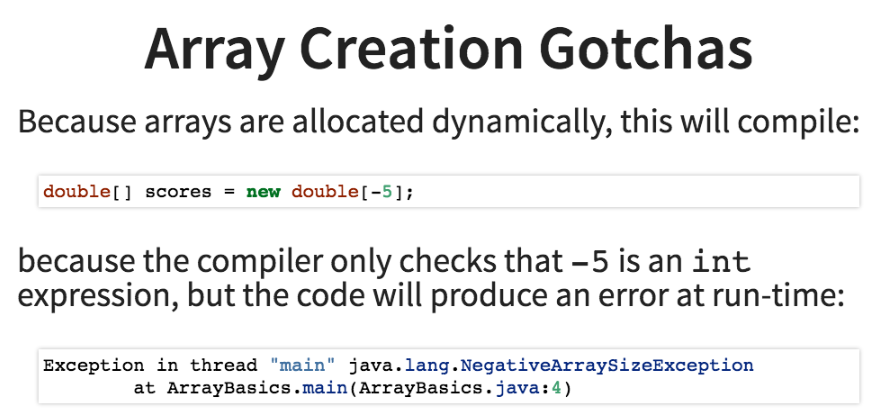 Array Creation Gotchas
Because arrays are allocated dynamically, this will compile:
double[] scores = new double[-5];
because the compiler only checks that -5 is an int
expression, but the code will produce an error at run-time:
Exception in thread "main" java.lang.NegativeArraySizeException
        at ArrayBasics.main(ArrayBasics.java:4)